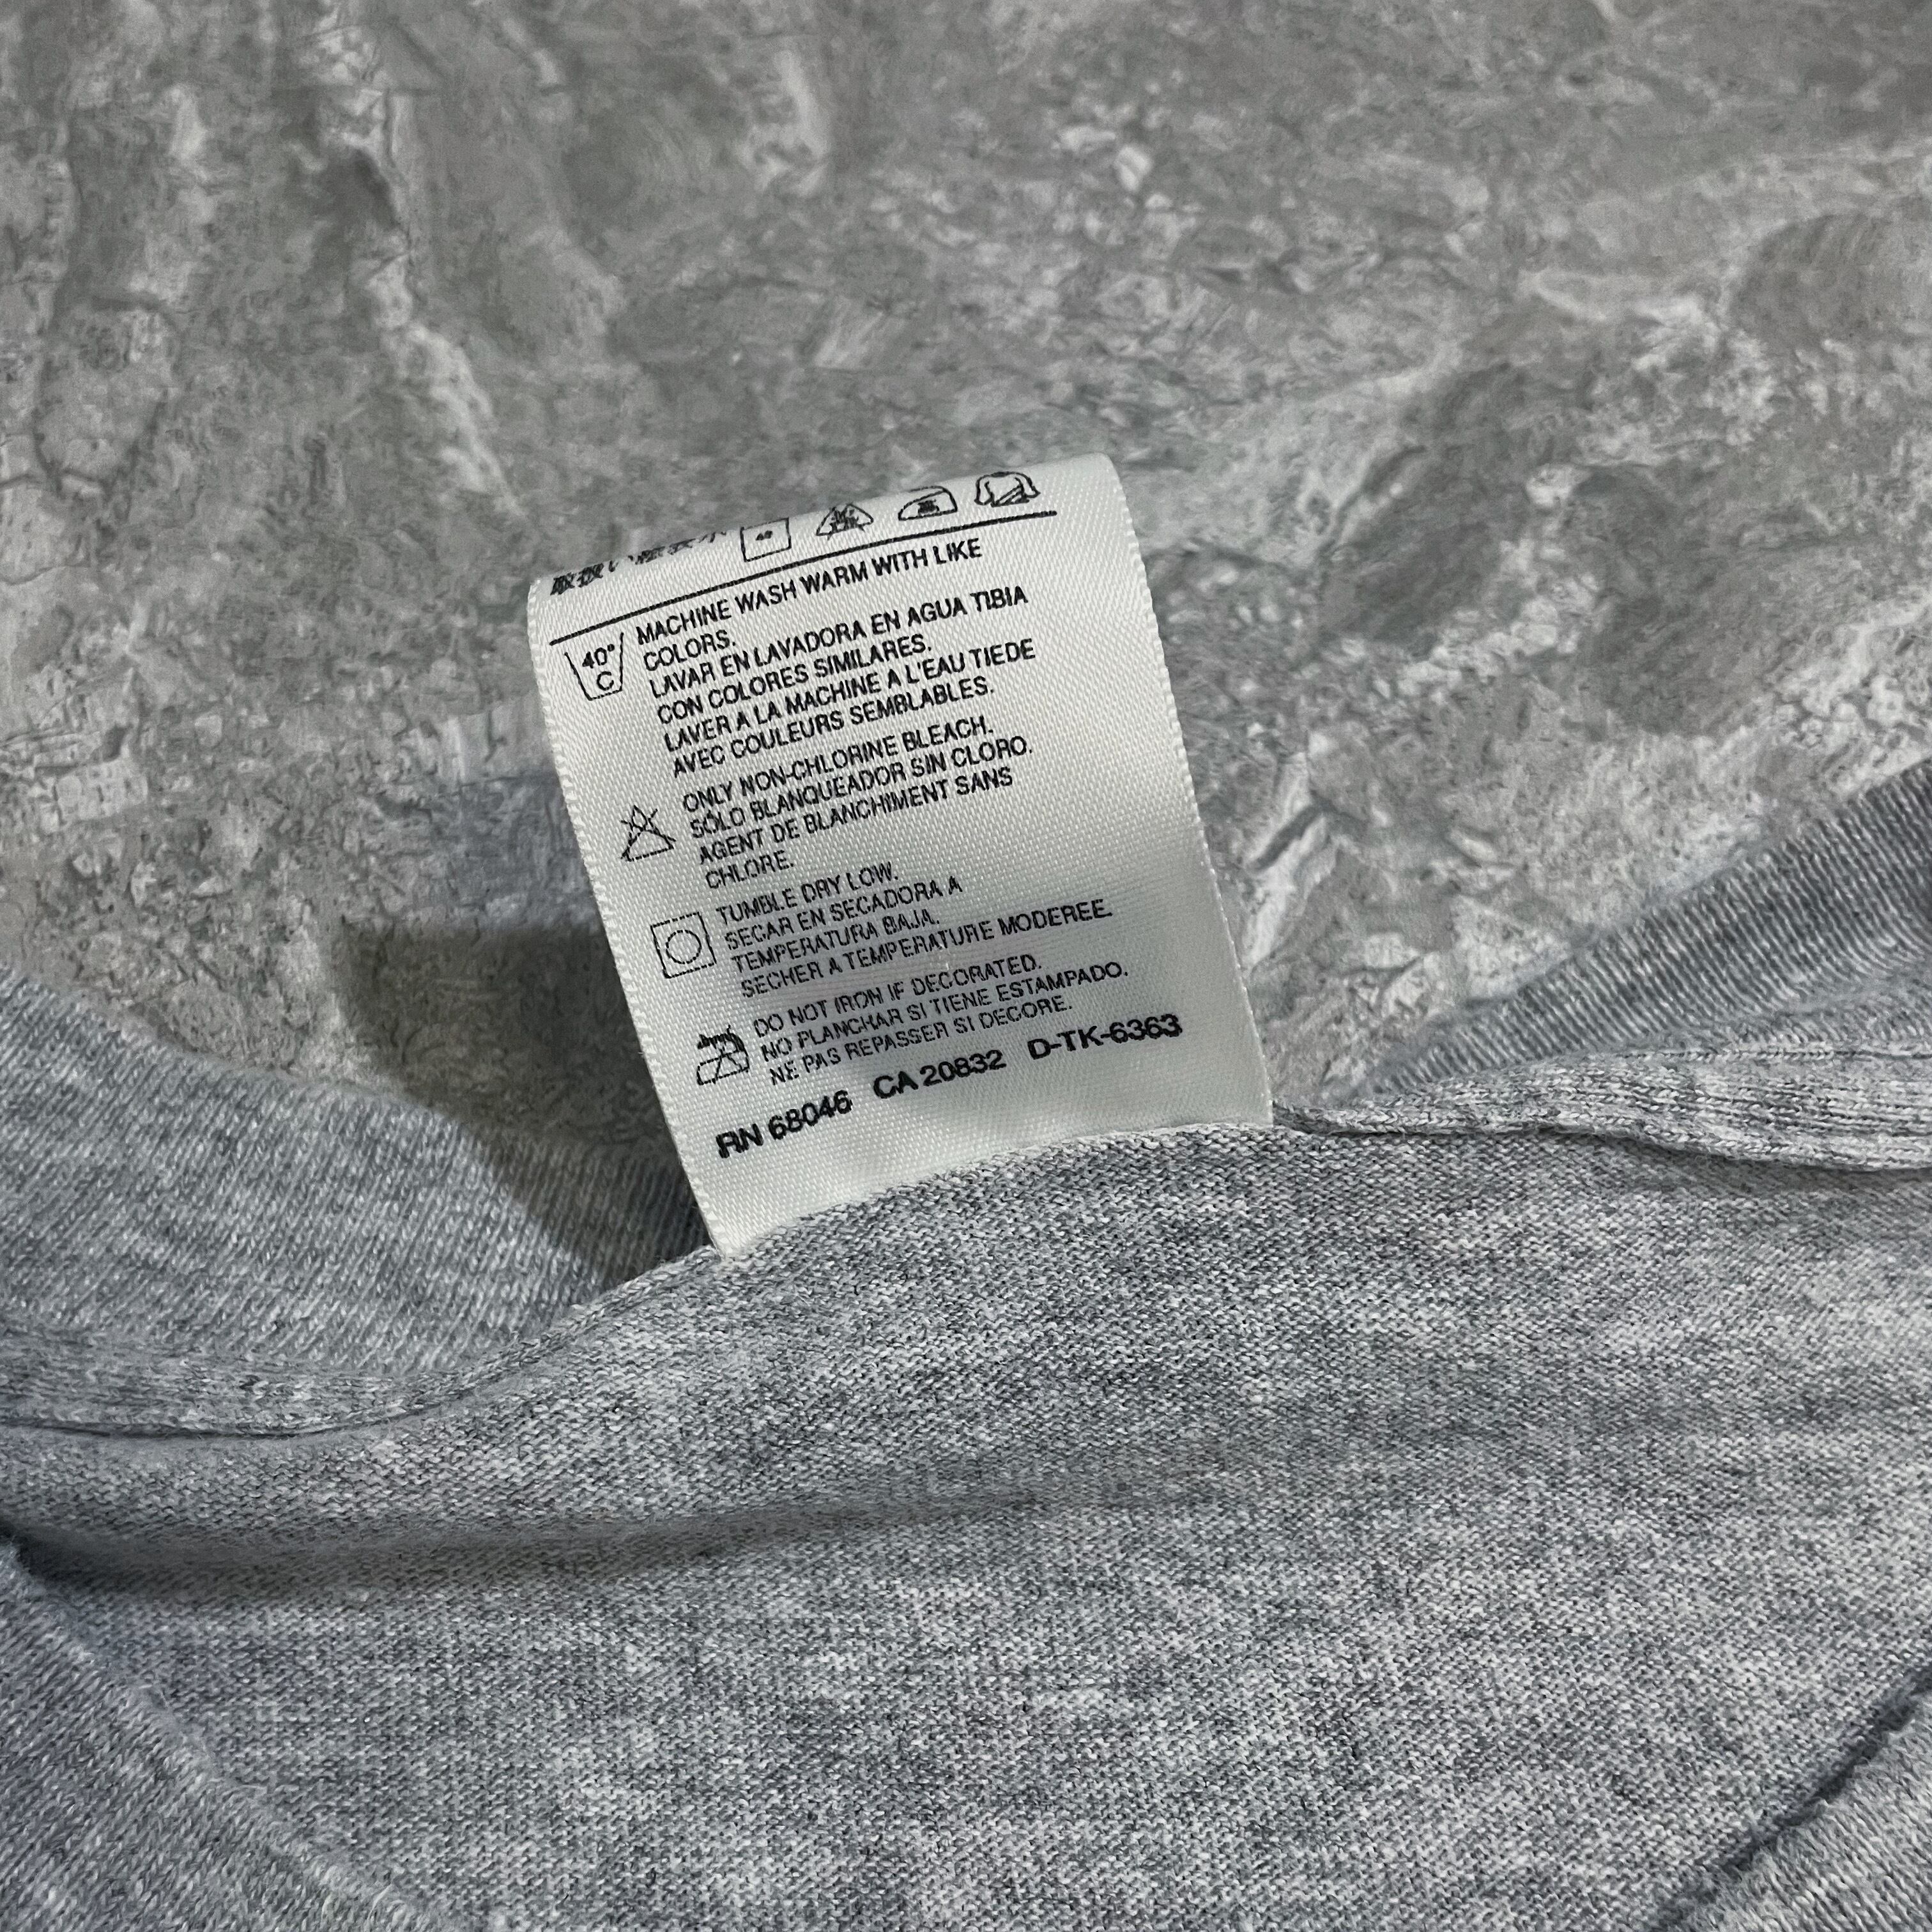 40
MACHINE WASH WARM WITH LIKE
COLORS.
LAVAR EN LAVADORA EN AGUA TIBIA
CON COLORES SIMILARES.
LAVER A LA MACHINE A L'EAU TIEDE
AVEC COULEURS SEMBLABLES.
40°
C
ONLY NON-CHLORINE BLEACH.
SÓLO BLANQUEADOR SIN CLORO.
AGENT DE BLANCHIMENT SANS
CHLORE.
TUMBLE DRY LOW.
SECAR EN SECADORA A
TEMPERATURA BAJA.
SECHER A TEMPERATURE MODEREE.
DO NOT IRON IF DECORATED.
NO PLANCHAR SI TIENE ESTAMPADO.
NE PAS REPASSER SI DECORE.
RN 68046 CA 20832 D-TK-6363